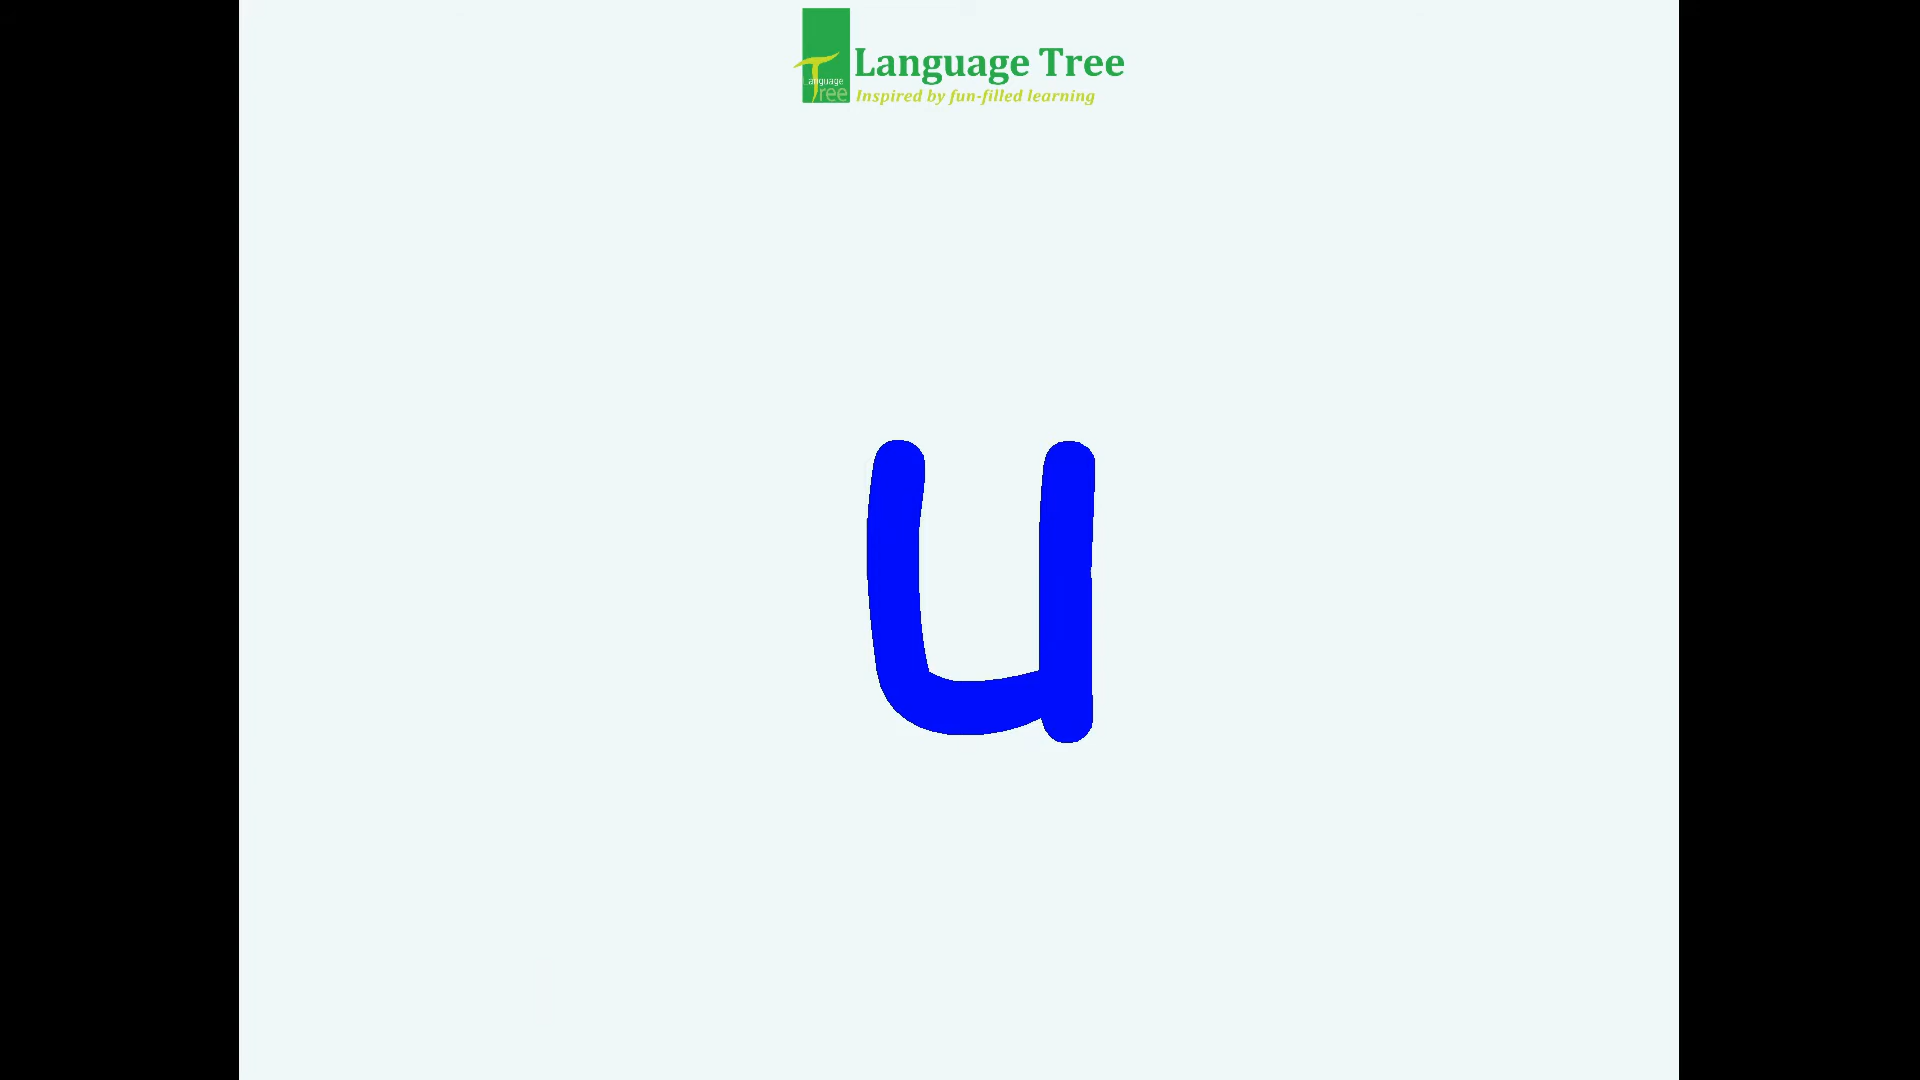 Language Tree
Language
Tree
Inspired by fun-filled learning
u